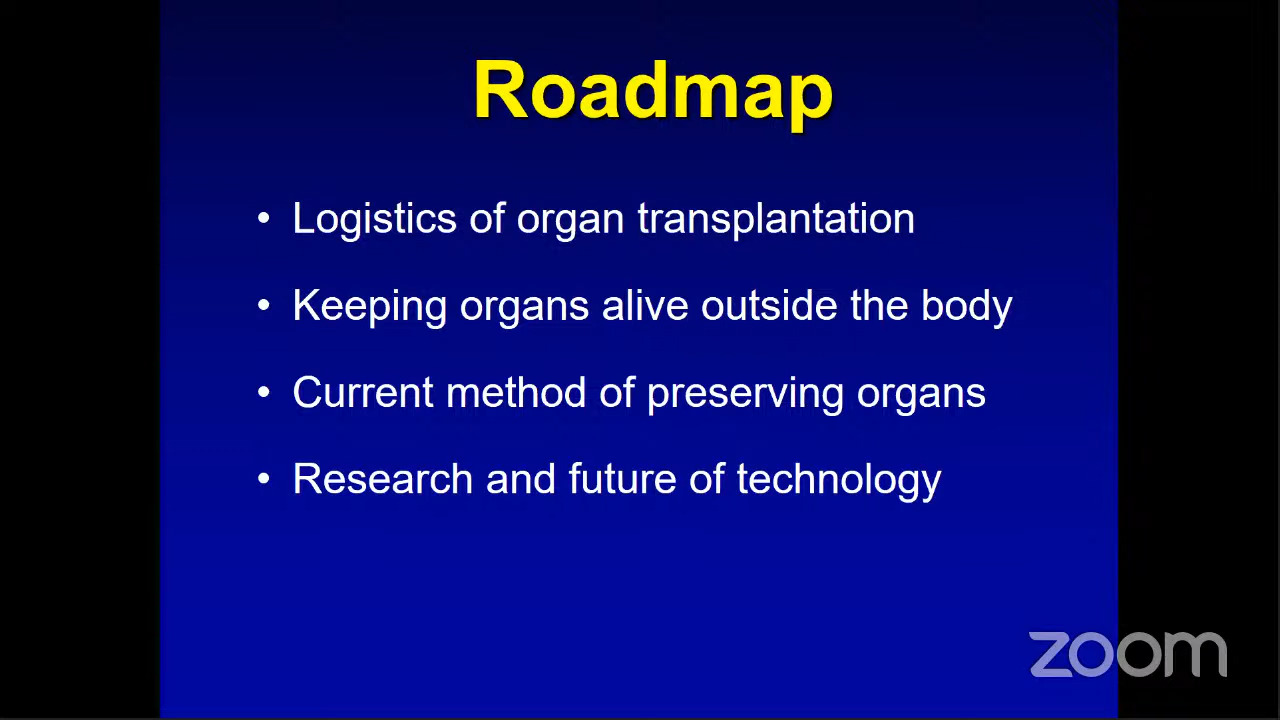 Roadmap
• Logistics of organ transplantation
• Keeping organs alive outside the body
• Current method of preserving organs
• Research and future of technology
zoom